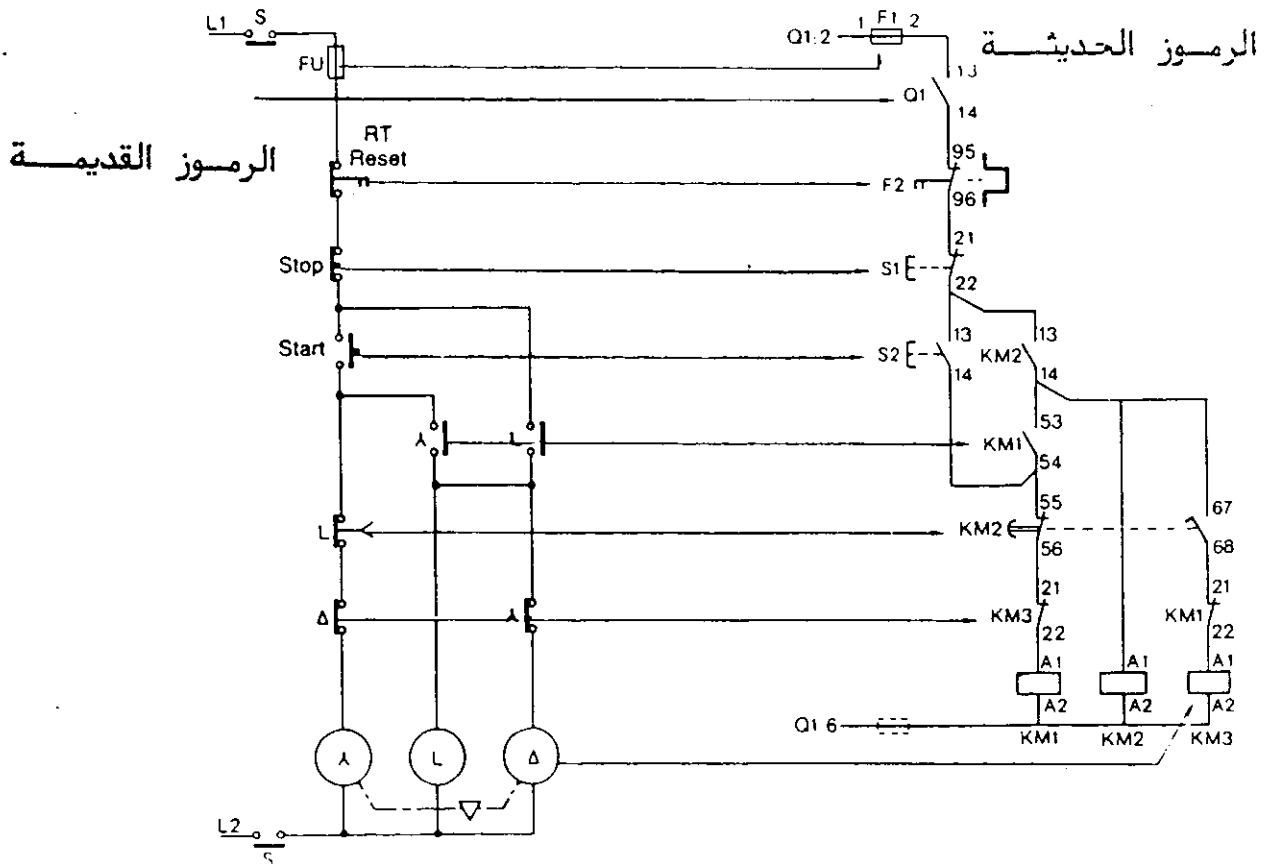 L1 S
Q1:2 1 F1 2
الرموز الحديثة
FU
13
Q1
14
الرموز القديمة
RT
Reset
95
F2
96
21
Stop
S1
22
Start
13
S2
14
13
KM2
14
⅄ L
53
KM1
54
L
55
KM2
56
67
68
Δ ⅄
21
KM3
22
21
KM1
22
A1 A1 A1
A2 A2 A2
Q1 6
KM1 KM2 KM3
⅄ L Δ
L2
S